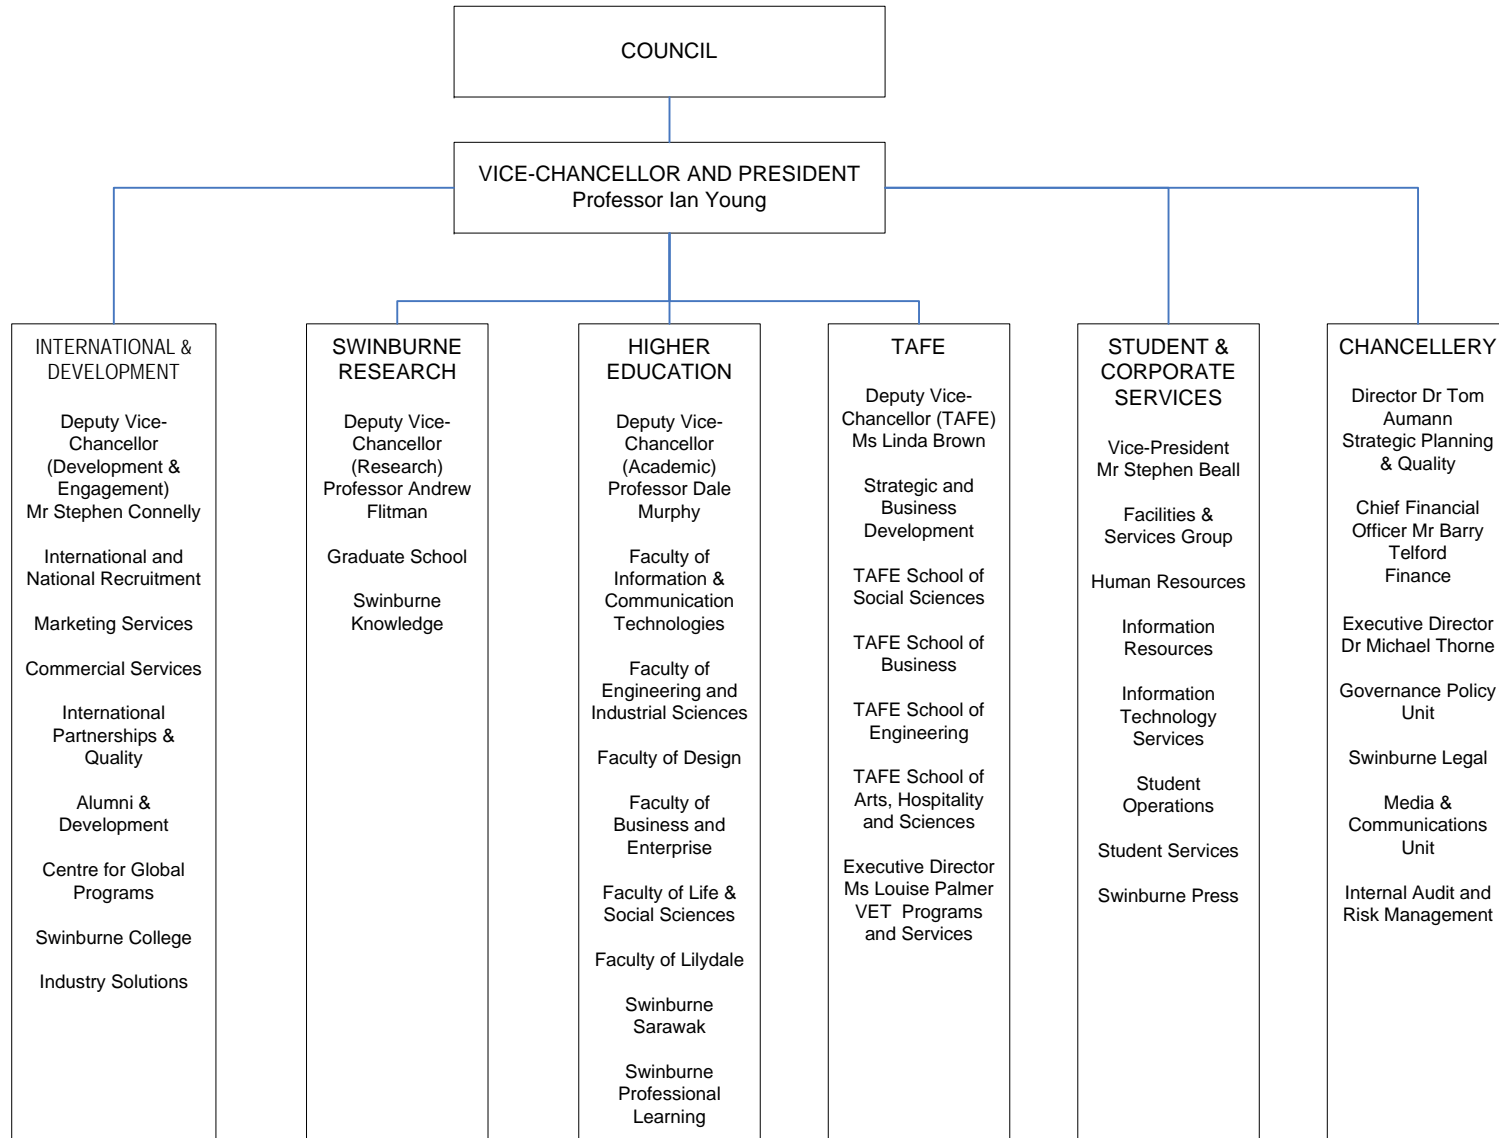 COUNCIL
VICE-CHANCELLOR AND PRESIDENT
Professor Ian Young
INTERNATIONAL &
DEVELOPMENT
Deputy Vice-
Chancellor
(Development &
Engagement)
Mr Stephen Connelly
International and
National Recruitment
Marketing Services
Commercial Services
International
Partnerships &
Quality
Alumni &
Development
Centre for Global
Programs
Swinburne College
Industry Solutions
SWINBURNE
RESEARCH
Deputy Vice-
Chancellor
(Research)
Professor Andrew
Flitman
Graduate School
Swinburne
Knowledge
HIGHER
EDUCATION
Deputy Vice-
Chancellor
(Academic)
Professor Dale
Murphy
Faculty of
Information &
Communication
Technologies
Faculty of
Engineering and
Industrial Sciences
Faculty of Design
Faculty of
Business and
Enterprise
Faculty of Life &
Social Sciences
Faculty of Lilydale
Swinburne
Sarawak
Swinburne
Professional
Learning
TAFE
Deputy Vice-
Chancellor (TAFE)
Ms Linda Brown
Strategic and
Business
Development
TAFE School of
Social Sciences
TAFE School of
Business
TAFE School of
Engineering
TAFE School of
Arts, Hospitality
and Sciences
Executive Director
Ms Louise Palmer
VET Programs
and Services
STUDENT &
CORPORATE
SERVICES
Vice-President
Mr Stephen Beall
Facilities &
Services Group
Human Resources
Information
Resources
Information
Technology
Services
Student
Operations
Student Services
Swinburne Press
CHANCELLERY
Director Dr Tom
Aumann
Strategic Planning
& Quality
Chief Financial
Officer Mr Barry
Telford
Finance
Executive Director
Dr Michael Thorne
Governance Policy
Unit
Swinburne Legal
Media &
Communications
Unit
Internal Audit and
Risk Management